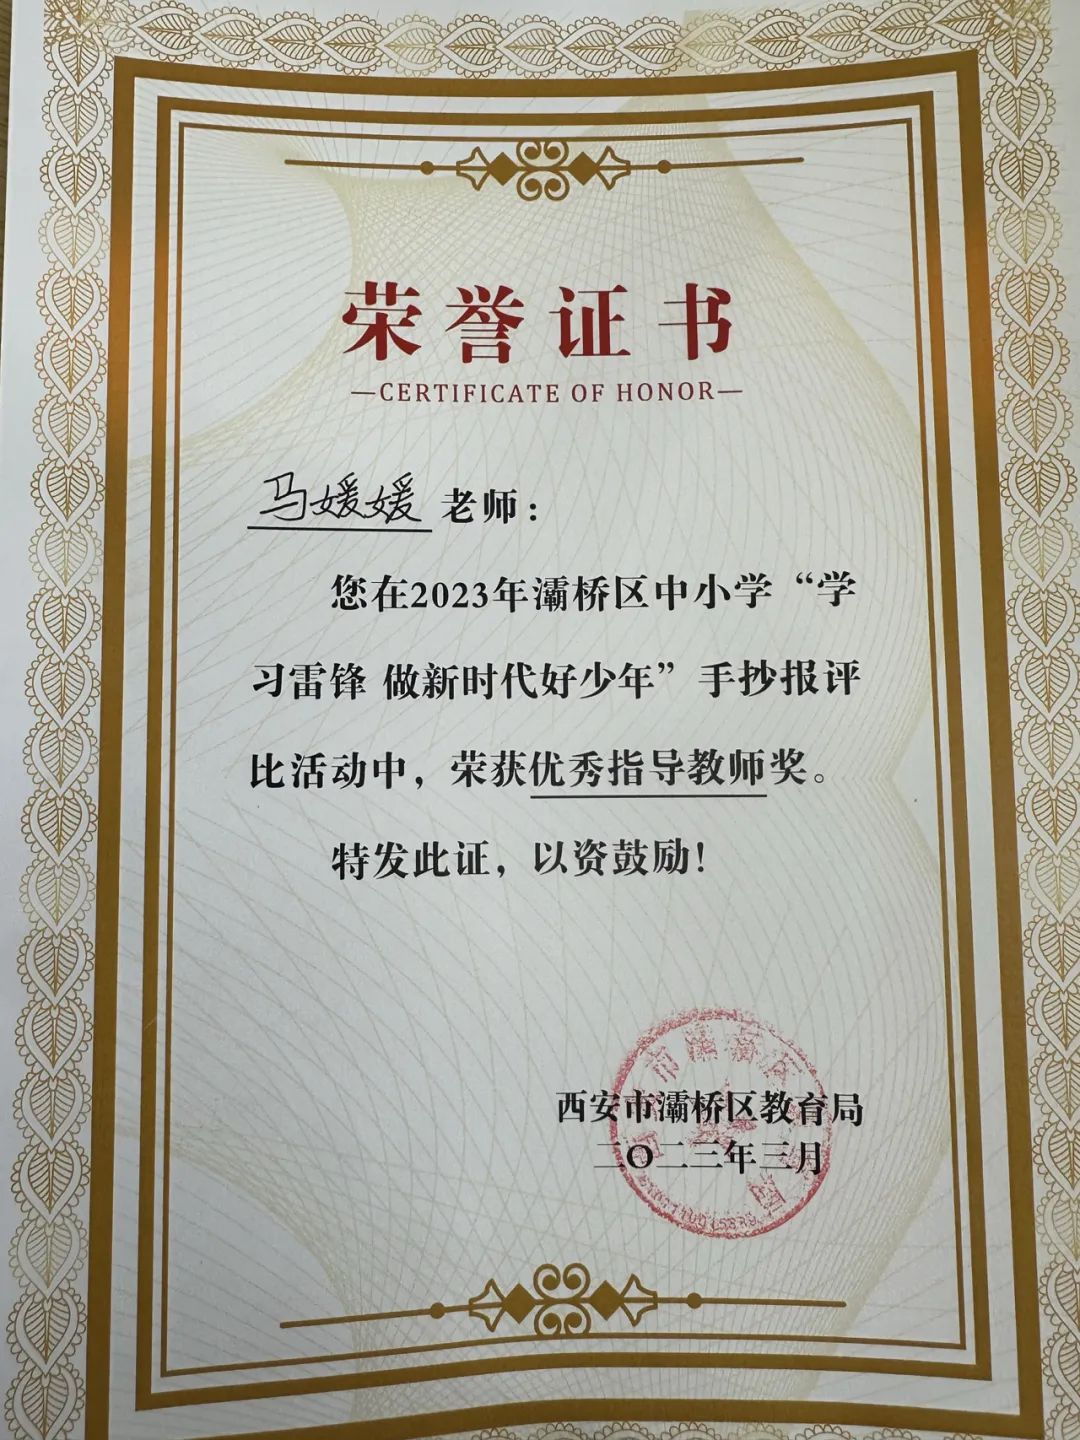 荣誉证书
—CERTIFICATE OF HONOR—
马媛媛 老师：
您在2023年灞桥区中小学“学
习雷锋 做新时代好少年”手抄报评
比活动中，荣获优秀指导教师奖。
特发此证，以资鼓励！
西安市灞桥区教育局
二〇二三年三月